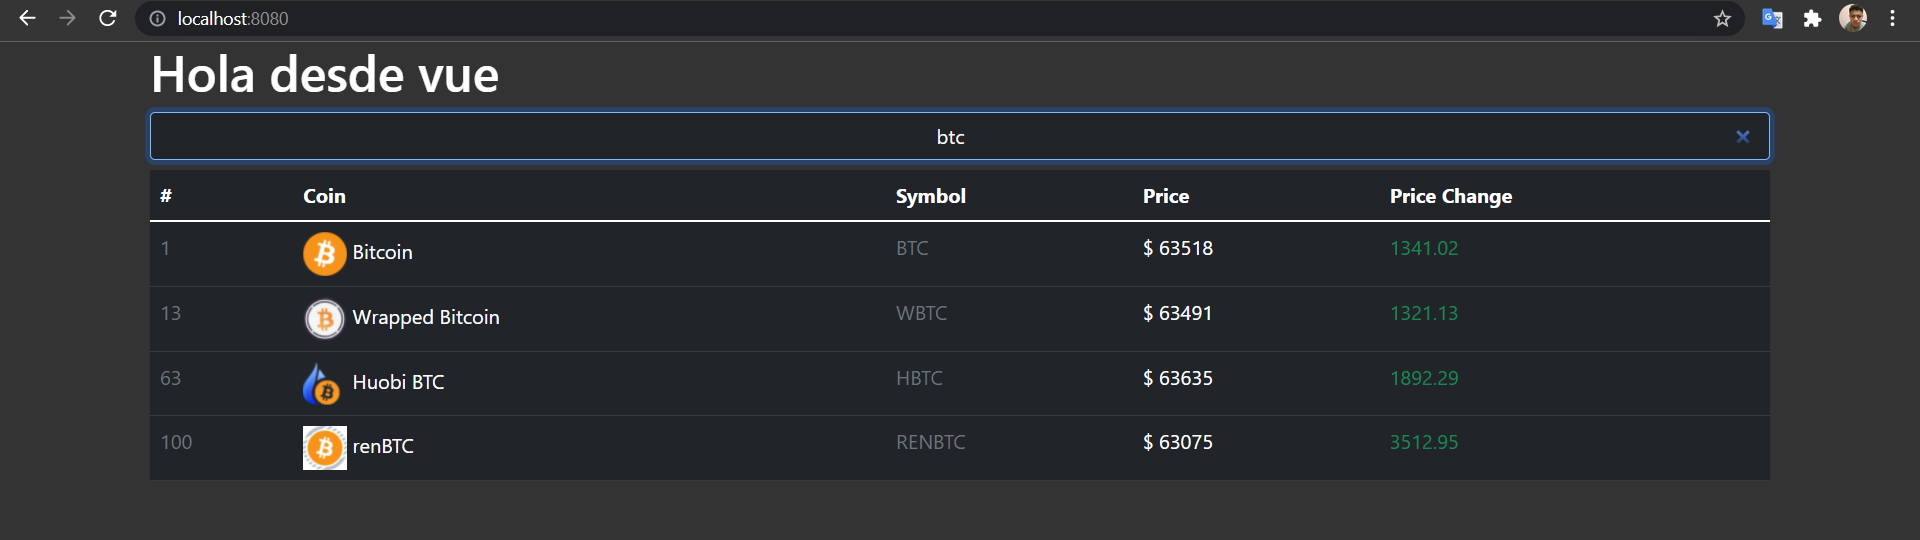 localhost:8080
Hola desde vue
btc
# Coin Symbol Price Price Change
1 Bitcoin BTC $ 63518 1341.02
13 Wrapped Bitcoin WBTC $ 63491 1321.13
63 Huobi BTC HBTC $ 63635 1892.29
100 renBTC RENBTC $ 63075 3512.95